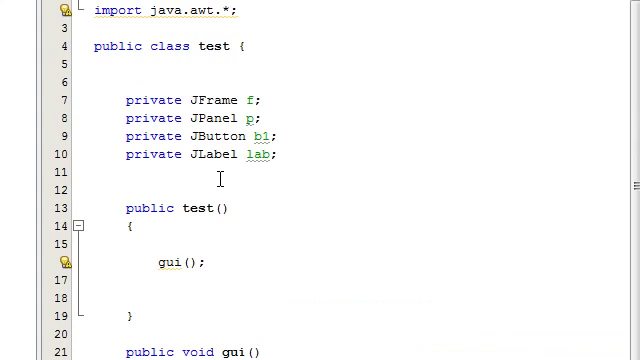 import java.awt.*;
3
4 public class test {
5
6
7 private JFrame f;
8 private JPanel p;
9 private JButton b1;
10 private JLabel lab;
11
12
13 public test()
14 {
15
gui();
17
18
19 }
20
21 public void gui()